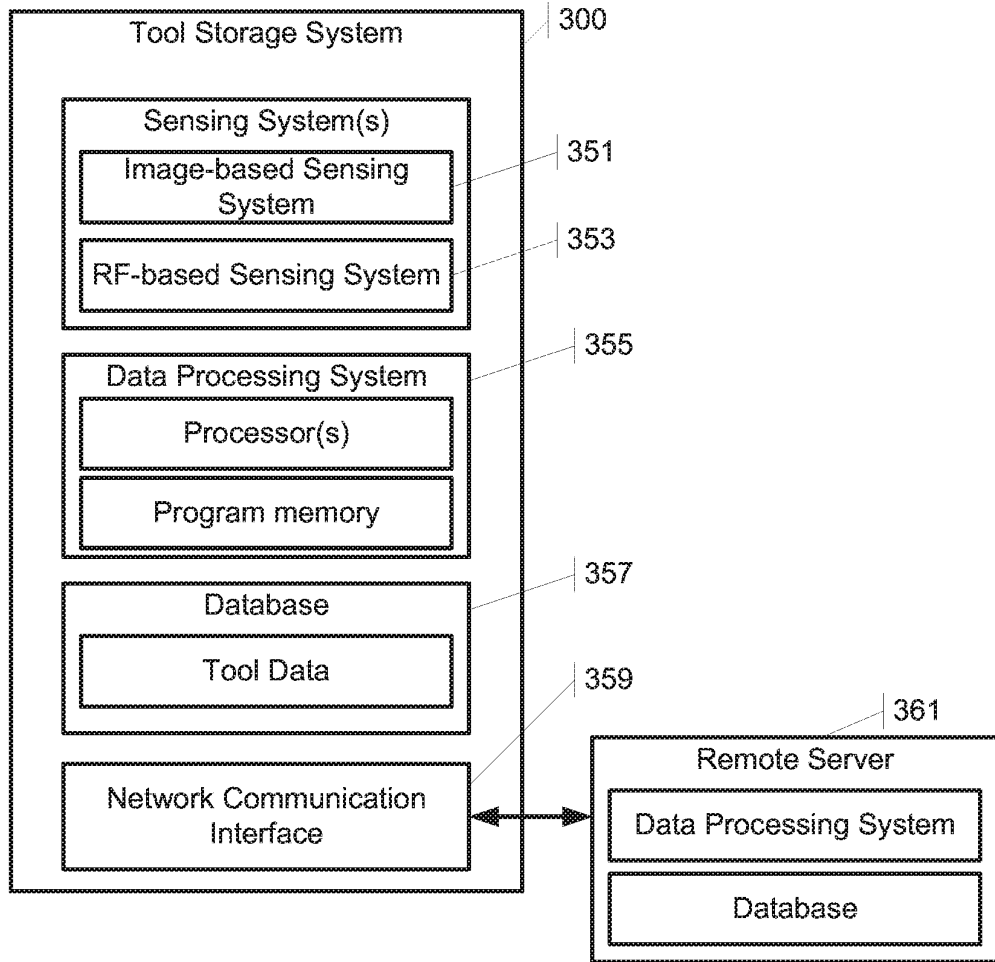 Tool Storage System
300
Sensing System(s)
Image-based Sensing
System
351
RF-based Sensing System
353
355
Data Processing System
Processor(s)
Program memory
357
Database
Tool Data
359
Network Communication
Interface
361
Remote Server
Data Processing System
Database